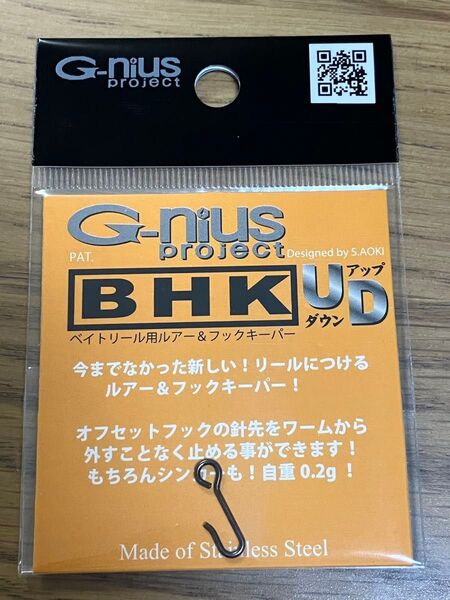 G-nius
project
G-nius
project
PAT.
Designed by S.AOKI
BHK
UD
アップ
ダウン
ベイトリール用ルアー＆フックキーパー
今までなかった新しい！リールにつける
ルアー＆フックキーパー！
オフセットフックの針先をワームから
外すことなく止める事ができます！
もちろんシンカーも！自重0.2g！
Made of Stainless Steel